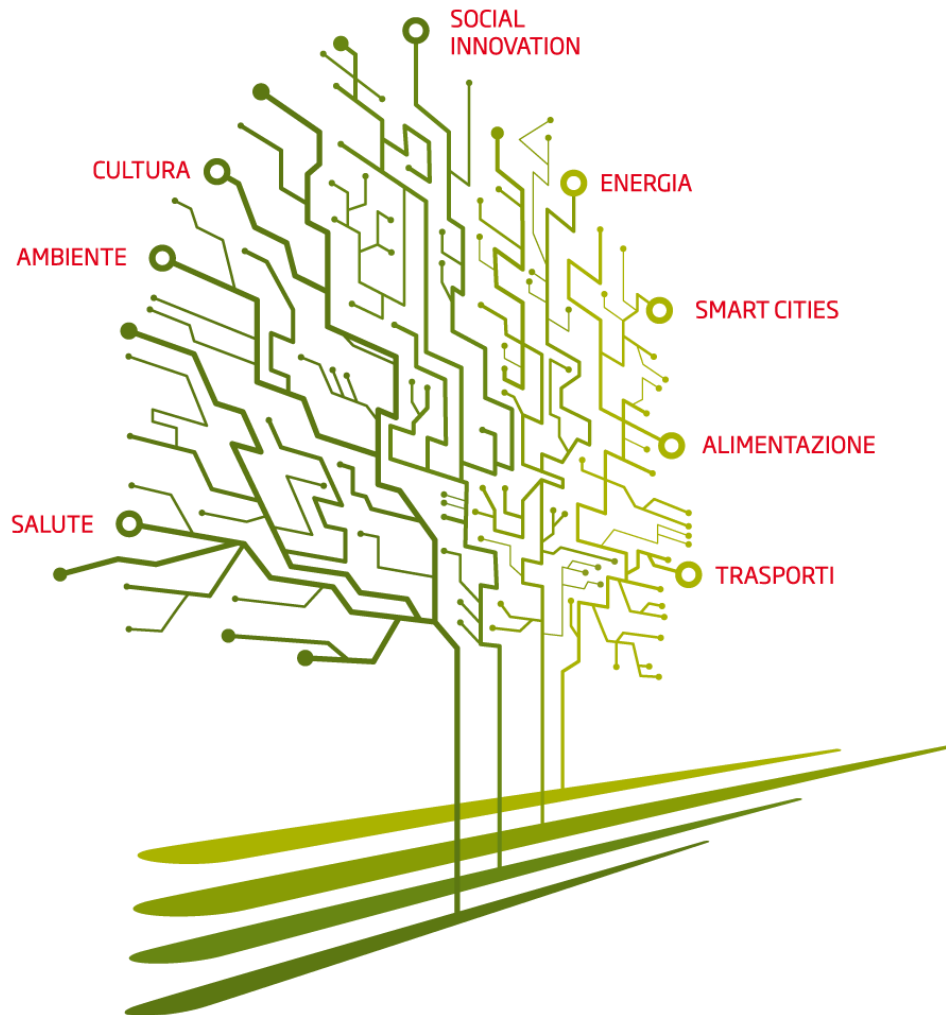 SOCIAL
INNOVATION
CULTURA
ENERGIA
AMBIENTE
SMART CITIES
ALIMENTAZIONE
SALUTE
TRASPORTI